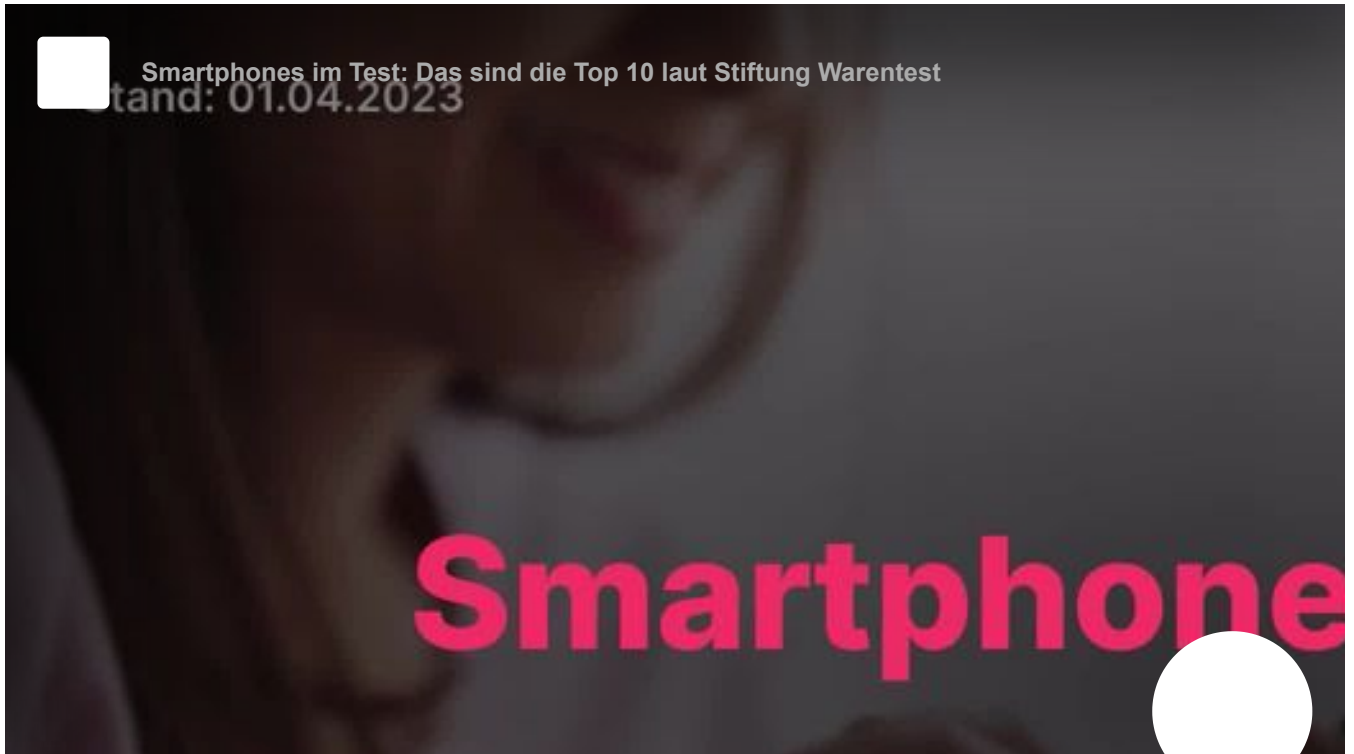 Smartphones im Test: Das sind die Top 10 laut Stiftung Warentest
tand: 01.04.2023
Smartphone